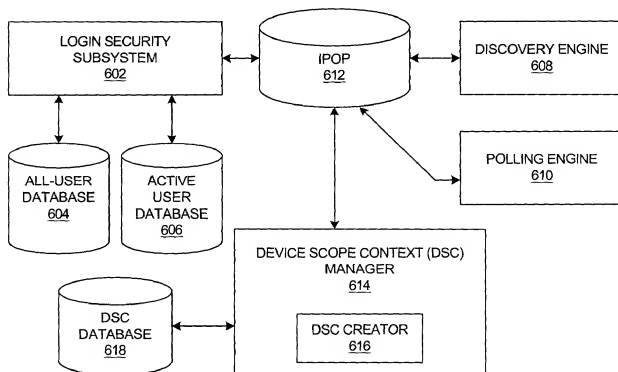 LOGIN SECURITY
SUBSYSTEM
602
IPOP
612
DISCOVERY ENGINE
608
ALL-USER
DATABASE
604
ACTIVE
USER
DATABASE
606
POLLING ENGINE
610
DEVICE SCOPE CONTEXT (DSC)
MANAGER
614
DSC
DATABASE
618
DSC CREATOR
616